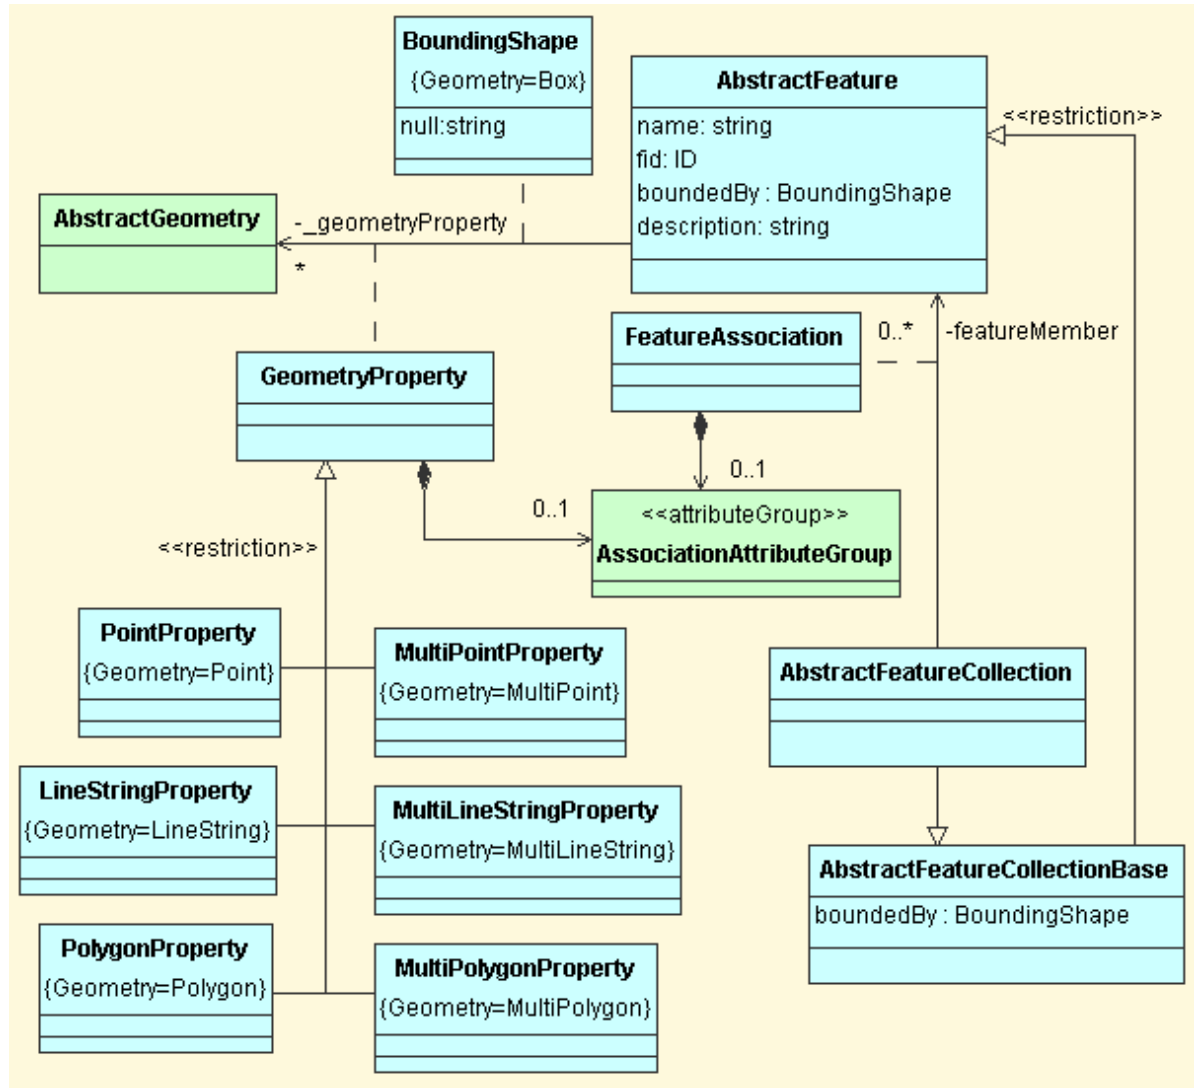 BoundingShape
{Geometry=Box}
null:string
AbstractFeature
name: string
fid: ID
boundedBy : BoundingShape
description: string
<<restriction>>
AbstractGeometry
-_geometryProperty
*
FeatureAssociation
0..*
-featureMember
GeometryProperty
0..1
0..1
<<attributeGroup>>
AssociationAttributeGroup
<<restriction>>
PointProperty
{Geometry=Point}
MultiPointProperty
{Geometry=MultiPoint}
AbstractFeatureCollection
LineStringProperty
{Geometry=LineString}
MultiLineStringProperty
{Geometry=MultiLineString}
AbstractFeatureCollectionBase
boundedBy : BoundingShape
PolygonProperty
{Geometry=Polygon}
MultiPolygonProperty
{Geometry=MultiPolygon}